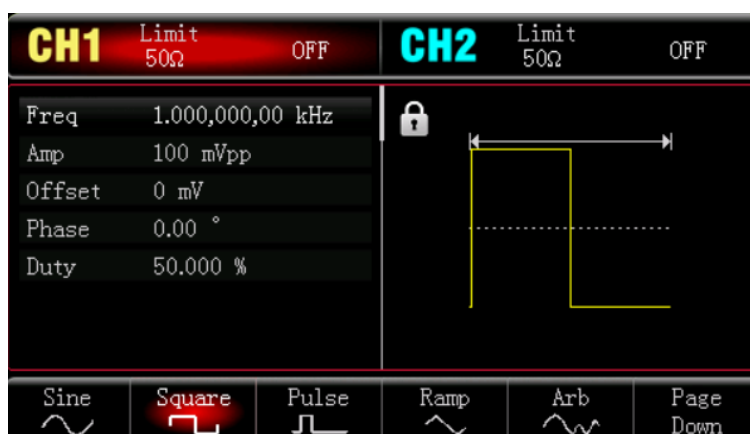 CH1 Limit 50Ω OFF CH2 Limit 50Ω OFF
Freq 1.000,000,00 kHz
Amp 100 mVpp
Offset 0 mV
Phase 0.00 °
Duty 50.000 %
Sine Square Pulse Ramp Arb Page Down